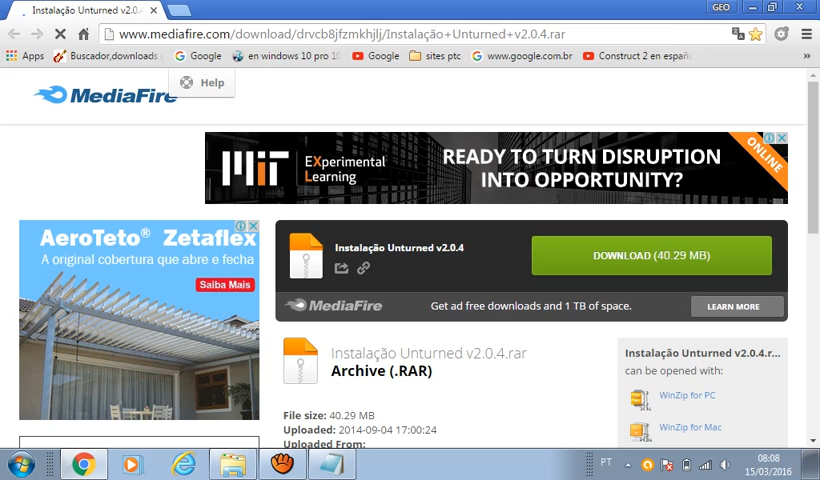 Instalação Unturned v2.0.4
GEO
www.mediafire.com/download/drvcb8jfzmkhjlj/Instalação+Unturned+v2.0.4.rar
Apps
Buscador,downloads
Google
en windows 10 pro 10
Google
sites ptc
www.google.com.br
Construct 2 en españo
»
Help
MediaFire
MIT EXperimental
Learning
READY TO TURN DISRUPTION
INTO OPPORTUNITY?
ONLINE
AeroTeto® Zetaflex
A original cobertura que abre e fecha
Saiba Mais
Instalação Unturned v2.0.4
DOWNLOAD (40.29 MB)
MediaFire
Get ad free downloads and 1 TB of space.
LEARN MORE
Instalação Unturned v2.0.4.rar
Archive (.RAR)
File size: 40.29 MB
Uploaded: 2014-09-04 17:00:24
Uploaded From:
Instalação Unturned v2.0.4.r...
can be opened with:
WinZip for PC
WinZip for Mac
PT
08:08
15/03/2016